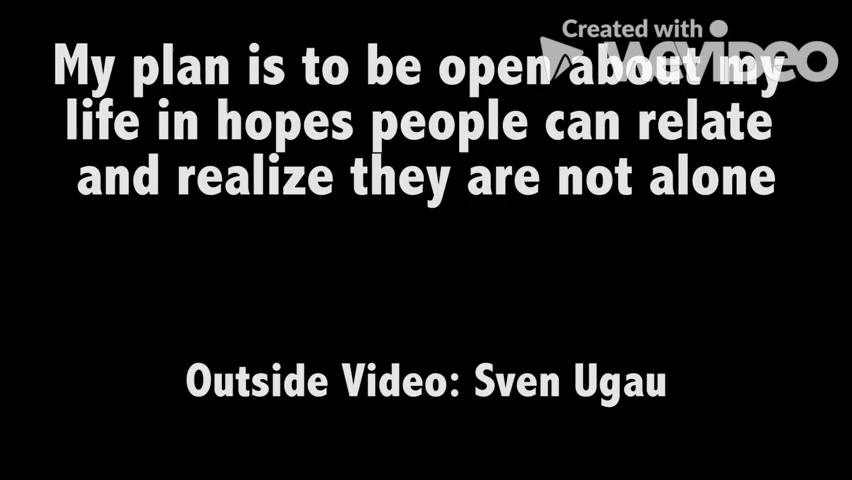 Created with
WeVideo
My plan is to be open about my
life in hopes people can relate
and realize they are not alone
Outside Video: Sven Ugau